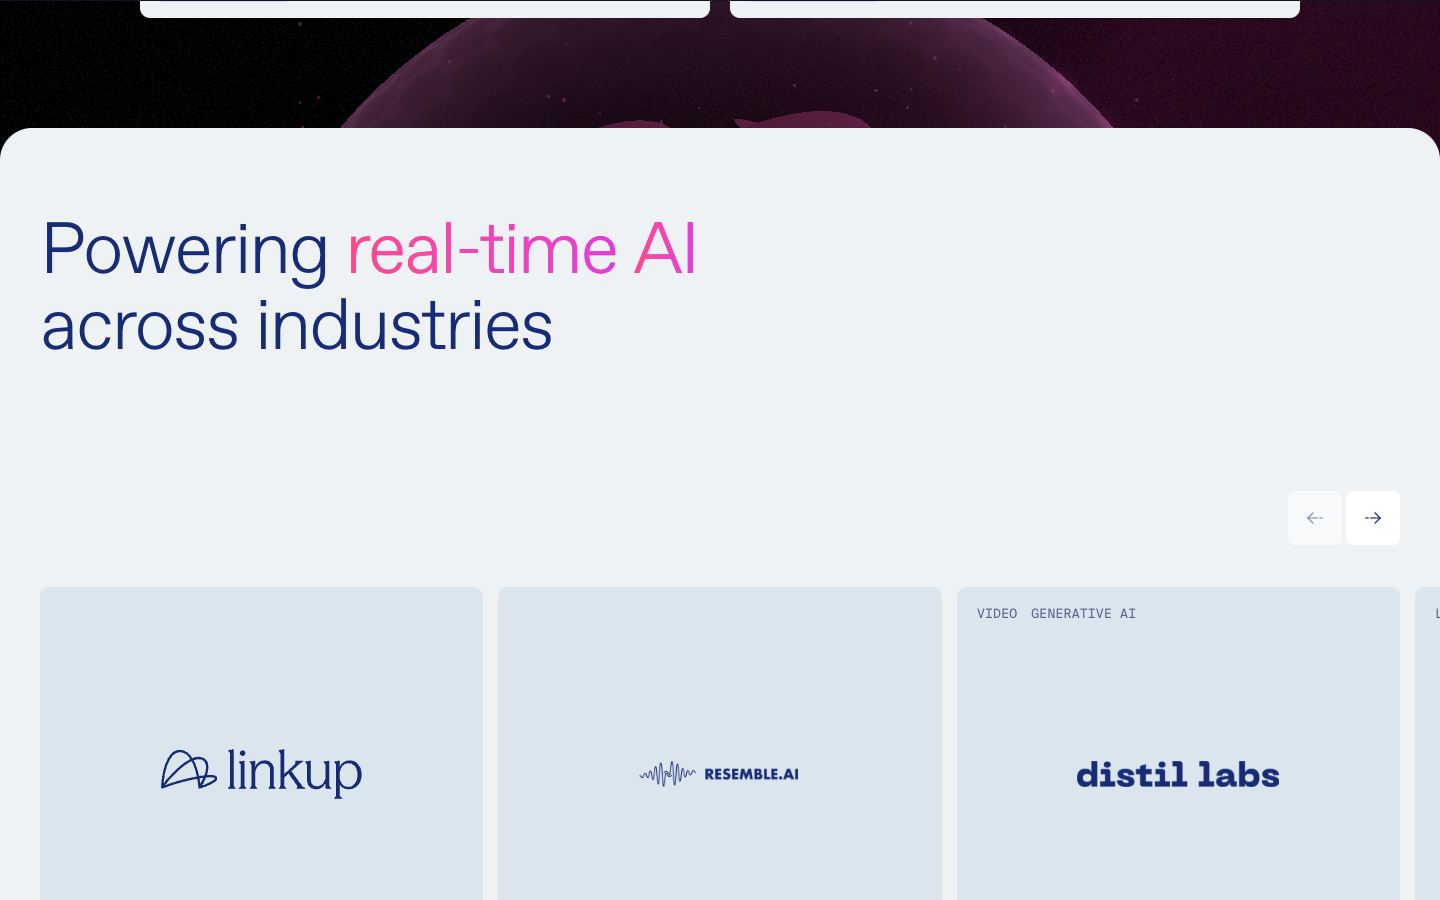 Powering real-time AI
across industries
VIDEO GENERATIVE AI
linkup
RESEMBLE.AI
distil labs